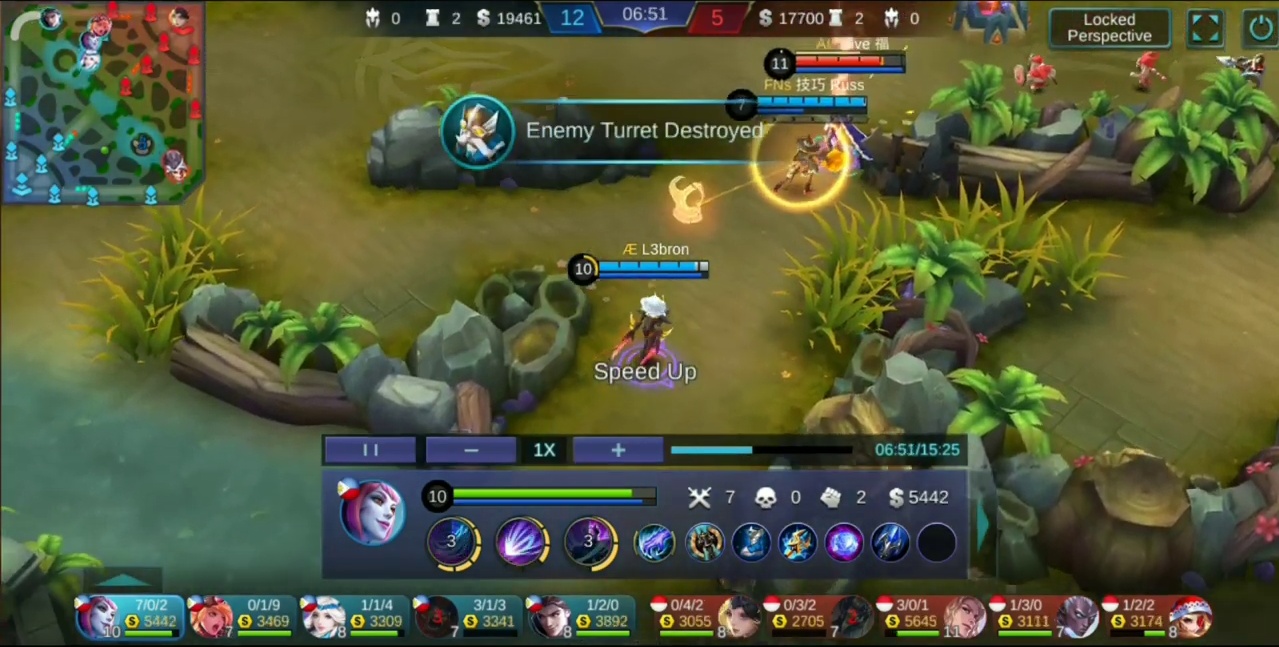 0 2 $ 19461 12 06:51 5 $ 17700 2 0
Locked
Perspective
11
FNs 技巧 Russ
7
Enemy Turret Destroyed
Æ L3bron
10
Speed Up
1X
06:51/15:25
10 7 0 2 $ 5442
3 3
7/0/2 0/1/9 1/1/4 3/1/3 1/2/0 0/4/2 0/3/2 3/0/1 1/3/0 1/2/2
5442 3469 3309 3341 3892 3055 2705 5645 3111 3174
10 7 8 7 8 8 7 11 7 8